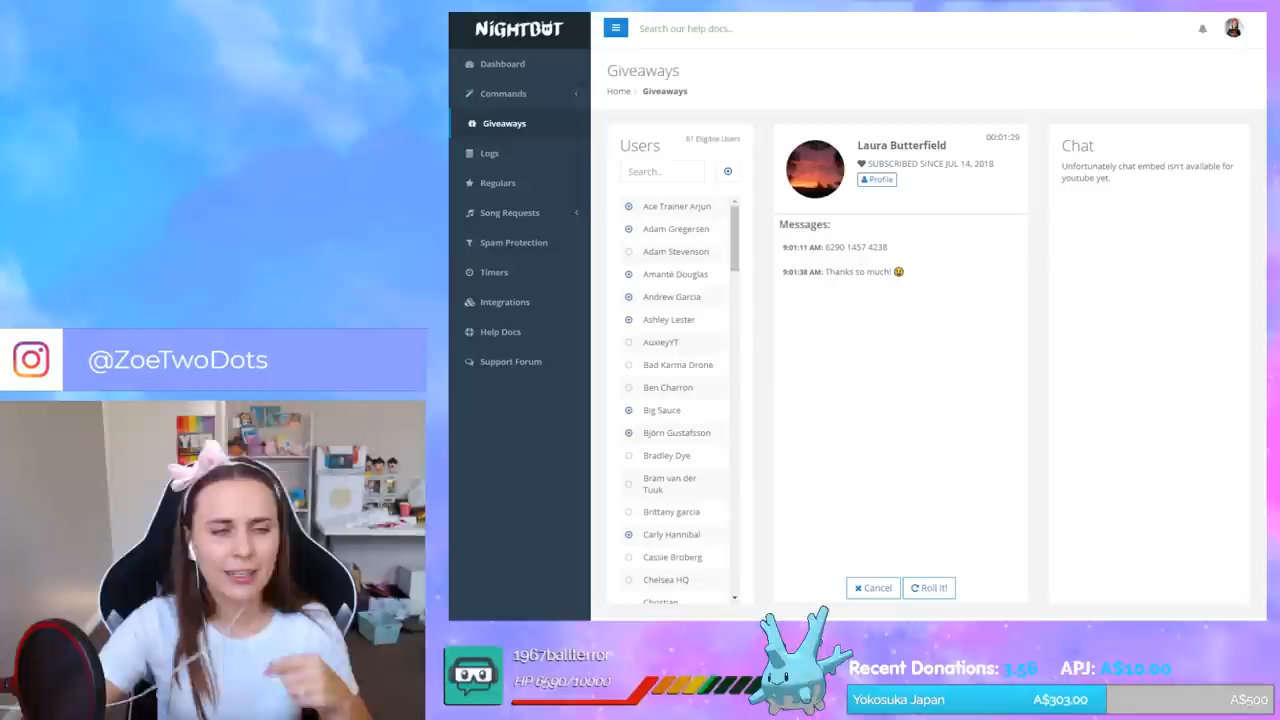 NIGHTBOT
Search our help docs..
Dashboard
Commands
Giveaways
Logs
Regulars
Song Requests
Spam Protection
Timers
Integrations
Help Docs
Support Forum
Giveaways
Home / Giveaways
Users
61 Eligible Users
Search..
Ace Trainer Arjun
Adam Gregersen
Adam Stevenson
Amanté Douglas
Andrew Garcia
Ashley Lester
AuxieyYT
Bad Karma Drone
Ben Charron
Big Sauce
Björn Gustafsson
Bradley Dye
Bram van der
Tuuk
Brittany garcia
Carly Hannibal
Cassie Broberg
Chelsea HQ
Christian
Laura Butterfield
00:01:29
SUBSCRIBED SINCE JUL 14, 2018
Profile
Messages:
9:01:11 AM: 6290 1457 4238
9:01:38 AM: Thanks so much!
Cancel
Roll It!
Chat
Unfortunately chat embed isn't available for
youtube yet.
@ZoeTwoDots
1967ballterror
HP 6590/10000
Recent Donations: 3.56 APJ: A$10.00
Yokosuka Japan A$303.00 A$500